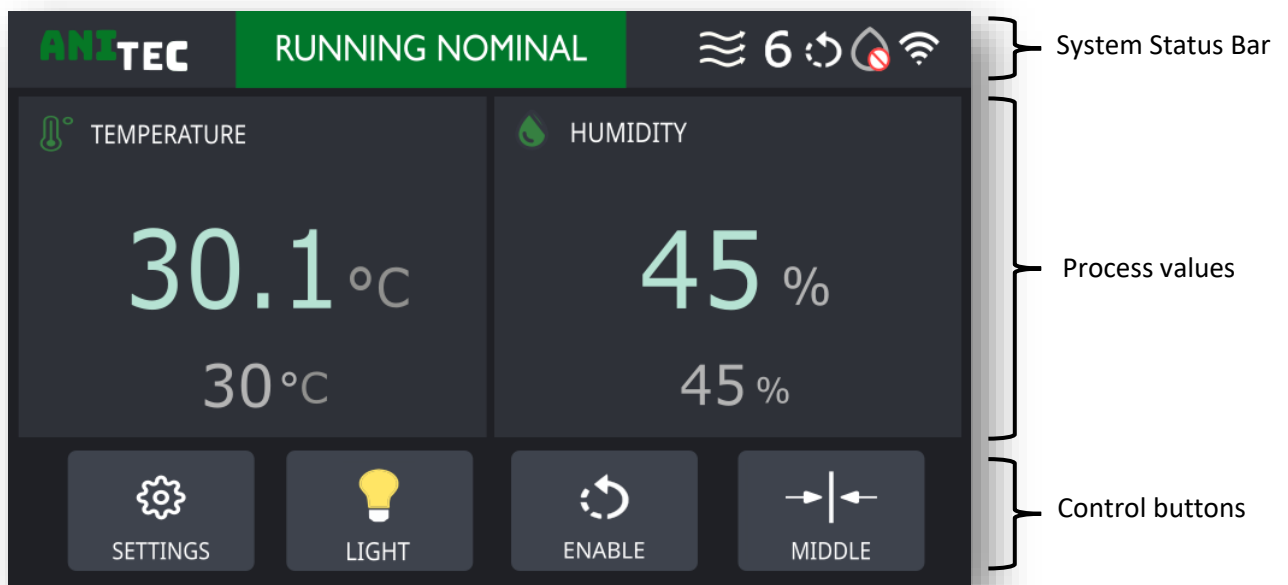 ANITEC
RUNNING NOMINAL
6
System Status Bar
TEMPERATURE
HUMIDITY
30.1 °C
45 %
Process values
30 °C
45 %
SETTINGS
LIGHT
ENABLE
MIDDLE
Control buttons